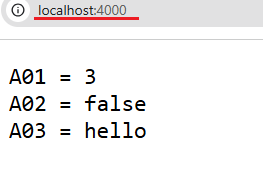 localhost:4000
A01 = 3
A02 = false
A03 = hello